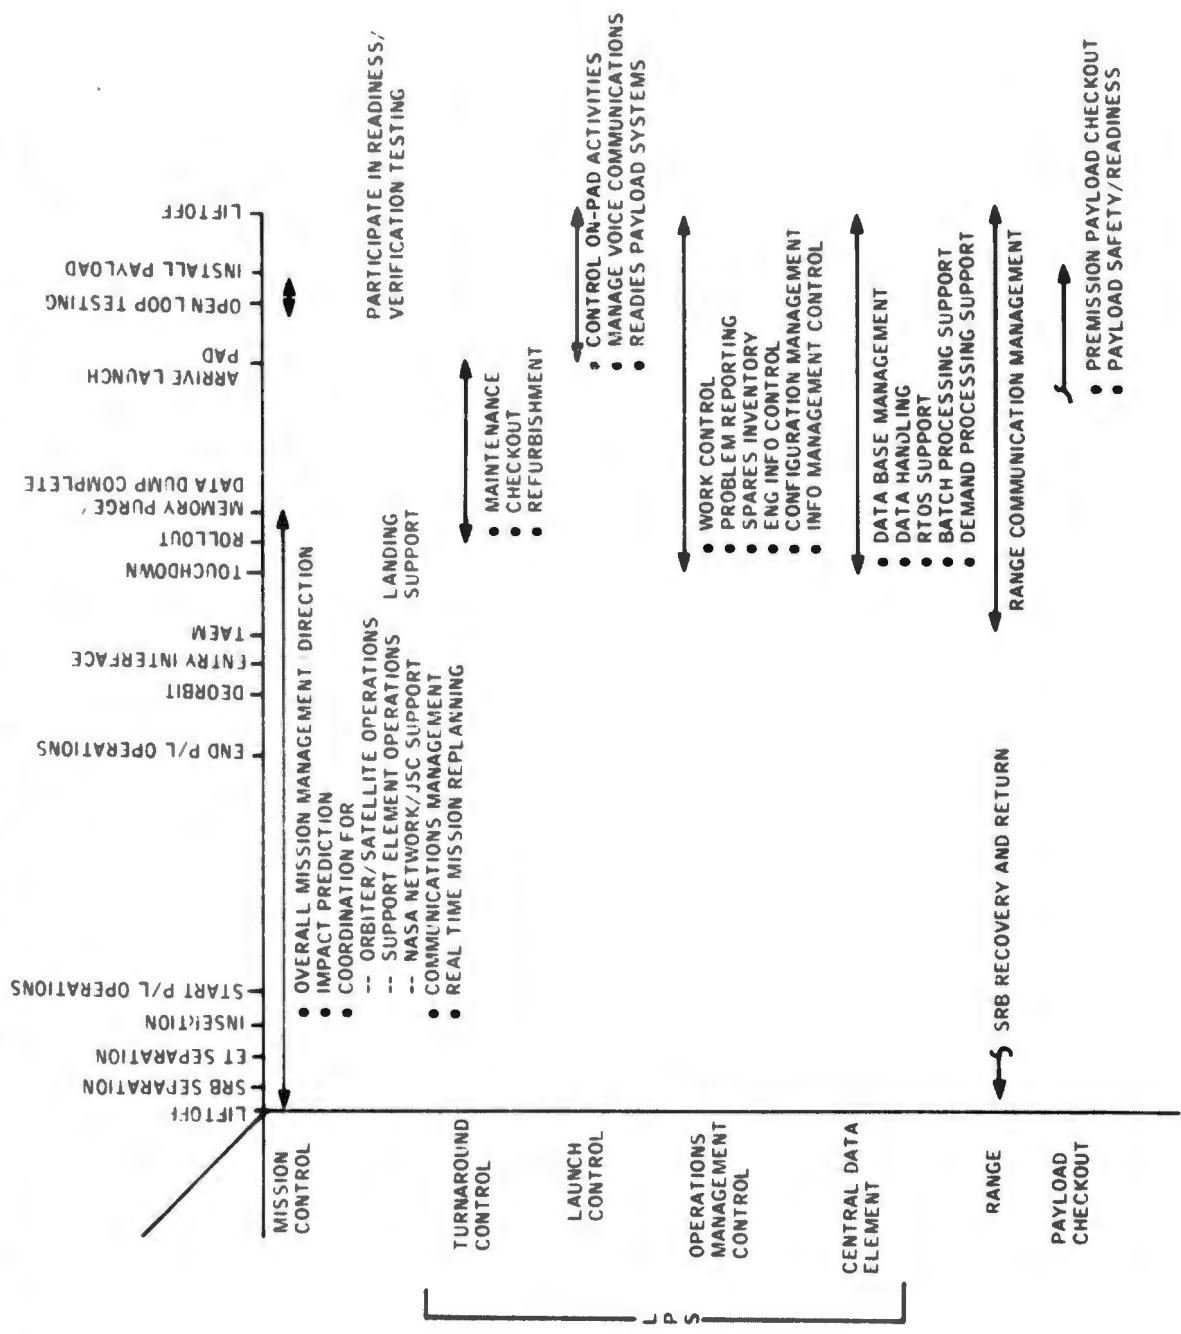 LIFTOFF
SRB SEPARATION
ET SEPARATION
INSERTION
START P/L OPERATIONS
END P/L OPERATIONS
DEORBIT
ENTRY INTERFACE
TAEM
TOUCHDOWN
ROLLOUT
MEMORY PURGE,
DATA DUMP COMPLETE
ARRIVE LAUNCH
PAD
OPEN LOOP TESTING
INSTALL PAYLOAD
LIFTOFF
MISSION
CONTROL
• OVERALL MISSION MANAGEMENT DIRECTION
• IMPACT PREDICTION
• COORDINATION FOR
-- ORBITER/SATELLITE OPERATIONS
-- SUPPORT ELEMENT OPERATIONS
-- NASA NETWORK/JSC SUPPORT
• COMMUNICATIONS MANAGEMENT
• REAL TIME MISSION REPLANNING
LANDING
SUPPORT
PARTICIPATE IN READINESS/
VERIFICATION TESTING
LPS
TURNAROUND
CONTROL
• MAINTENANCE
• CHECKOUT
• REFURBISHMENT
LAUNCH
CONTROL
• CONTROL ON-PAD ACTIVITIES
• MANAGE VOICE COMMUNICATIONS
• READIES PAYLOAD SYSTEMS
OPERATIONS
MANAGEMENT
CONTROL
• WORK CONTROL
• PROBLEM REPORTING
• SPARES INVENTORY
• ENG INFO CONTROL
• CONFIGURATION MANAGEMENT
• INFO MANAGEMENT CONTROL
CENTRAL DATA
ELEMENT
• DATA BASE MANAGEMENT
• DATA HANDLING
• RTOS SUPPORT
• BATCH PROCESSING SUPPORT
• DEMAND PROCESSING SUPPORT
RANGE
SRB RECOVERY AND RETURN
RANGE COMMUNICATION MANAGEMENT
PAYLOAD
CHECKOUT
• PREMISSION PAYLOAD CHECKOUT
• PAYLOAD SAFETY/READINESS